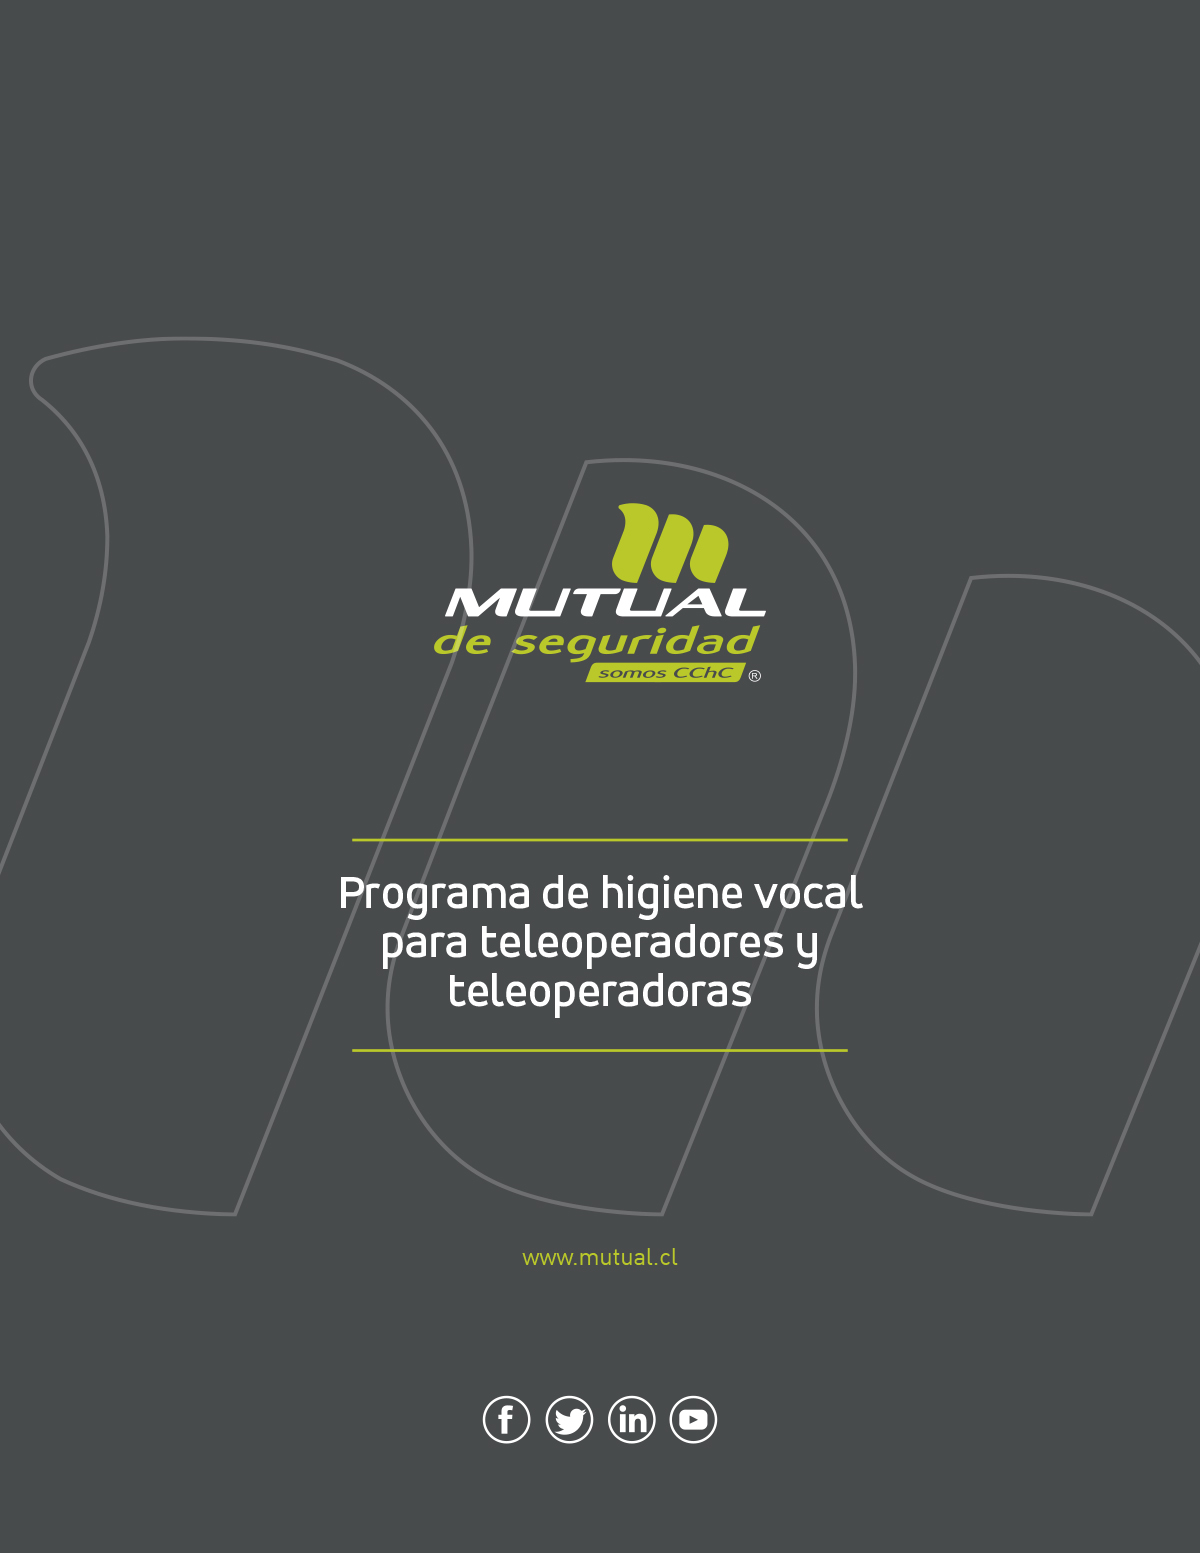 MUTUAL
de seguridad
somos CChC ®
Programa de higiene vocal
para teleoperadores y
teleoperadoras
www.mutual.cl